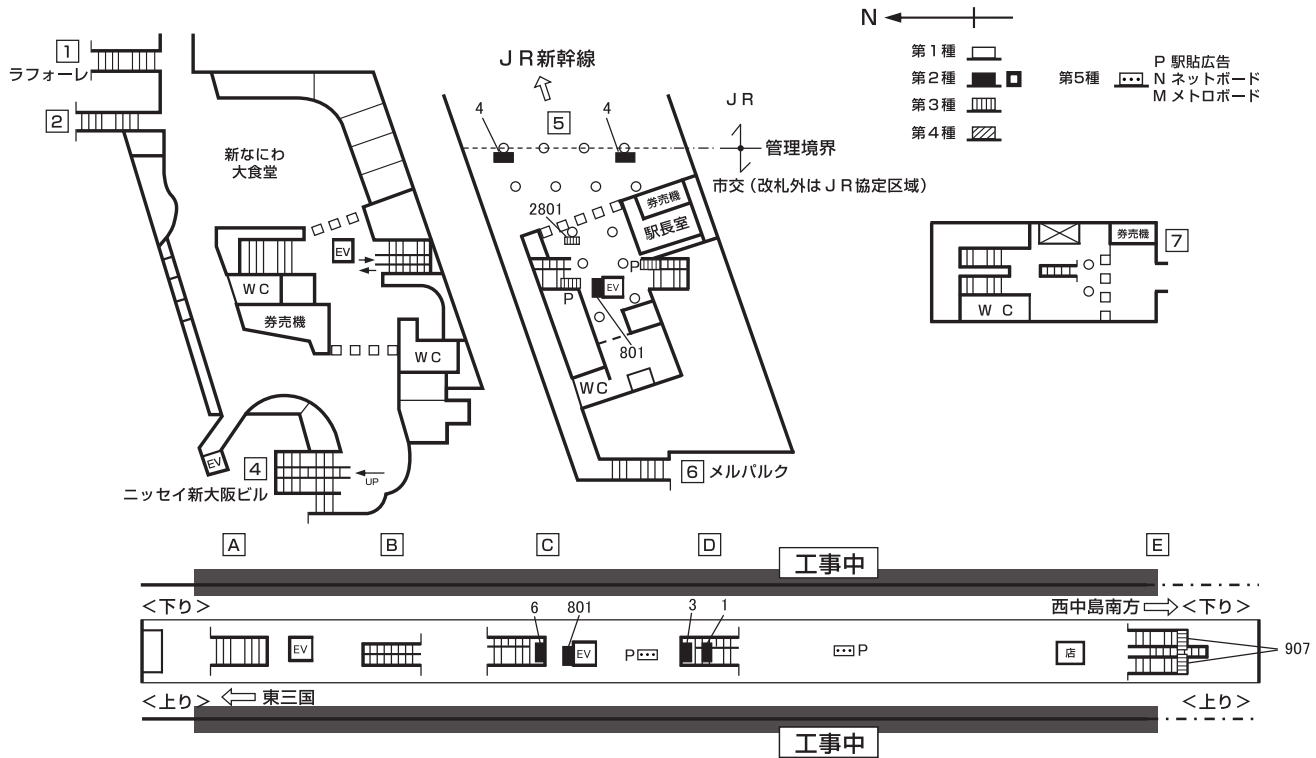 1
ラフォーレ
2
新なにわ
大食堂
EV
WC
券売機
WC
EV
4
UP
ニッセイ新大阪ビル
JR新幹線
4
5
4
JR
管理境界
市交(改札外はJR協定区域)
2801
券売機
駅長室
P
P
EV
801
WC
6 メルパルク
N
第1種
第2種
第3種
第4種
第5種
P 駅貼広告
N ネットボード
M メトロボード
券売機
7
WC
A
B
C
D
E
工事中
<下り>
西中島南方
<下り>
6
801
3
1
EV
EV
P
P
店
907
<上り>
東三国
<上り>
工事中